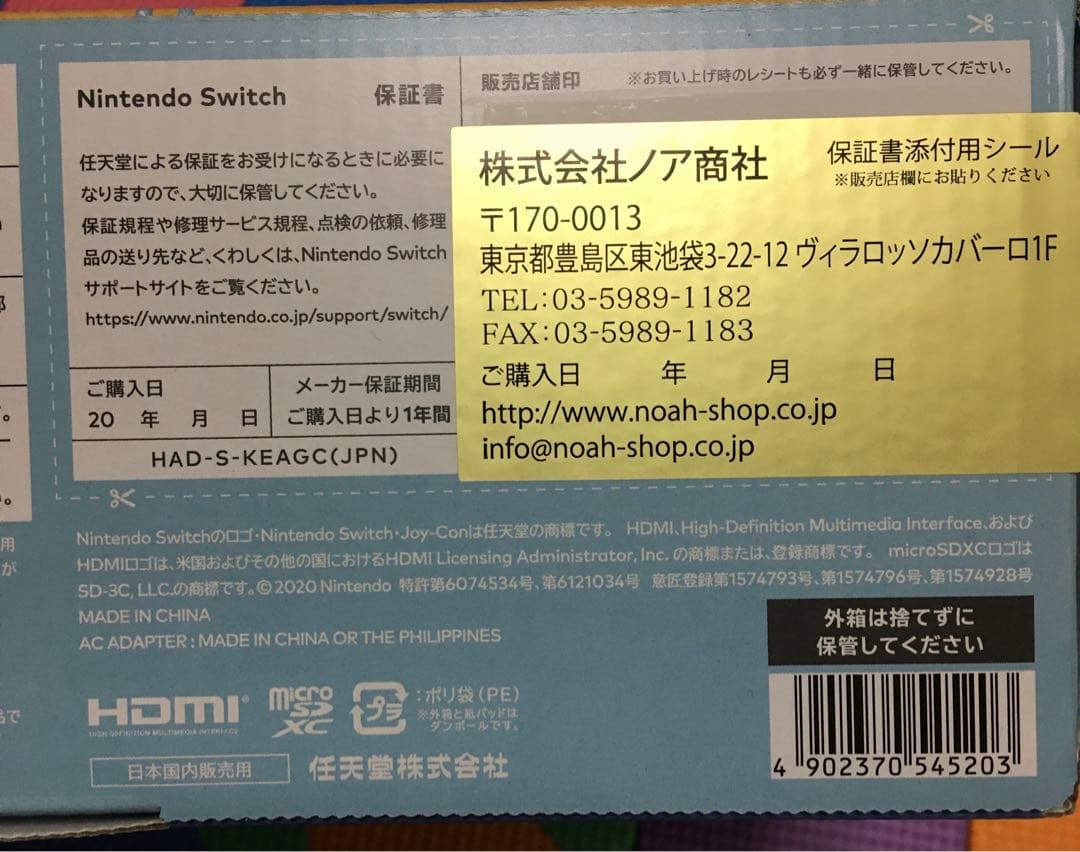 Nintendo Switch 保証書
任天堂による保証をお受けになるときに必要に
なりますので、大切に保管してください。
保証規程や修理サービス規程、点検の依頼、修理
品の送り先など、くわしくは、Nintendo Switch
サポートサイトをご覧ください。
https://www.nintendo.co.jp/support/switch/
ご購入日
20 年 月 日
メーカー保証期間
ご購入日より1年間
HAD-S-KEAGC(JPN)
販売店舗印 ※お買い上げ時のレシートも必ず一緒に保管してください。
株式会社ノア商社
保証書添付用シール
※販売店欄にお貼りください
〒170-0013
東京都豊島区東池袋3-22-12 ヴィラロッソカバーロ1F
TEL:03-5989-1182
FAX:03-5989-1183
ご購入日 年 月 日
http://www.noah-shop.co.jp
info@noah-shop.co.jp
Nintendo Switchのロゴ・Nintendo Switch・Joy-Conは任天堂の商標です。 HDMI、High-Definition Multimedia Interface、および
HDMIロゴは、米国およびその他の国におけるHDMI Licensing Administrator, Inc. の商標または、登録商標です。 microSDXCロゴは
SD-3C, LLC.の商標です。© 2020 Nintendo 特許第6074534号、第6121034号 意匠登録第1574793号、第1574796号、第1574928号
MADE IN CHINA
AC ADAPTER : MADE IN CHINA OR THE PHILIPPINES
外箱は捨てずに
保管してください
HDMI
HIGH DEFINITION MULTIMEDIA INTERFACE
micro
SD
XC
プラ
:ポリ袋(PE)
※外箱と紙パッドは
ダンボールです。
日本国内販売用
任天堂株式会社
4 902370 545203
用
が
品で